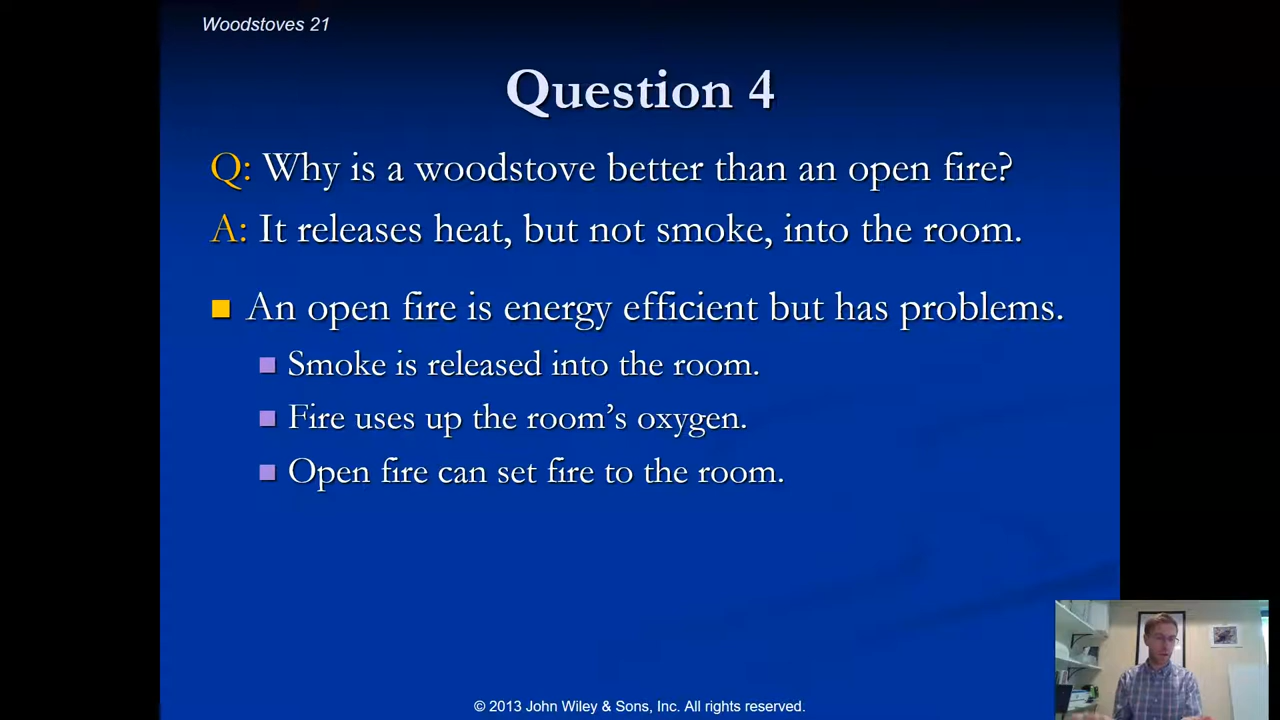 Woodstoves 21
Question 4
Q: Why is a woodstove better than an open fire?
A: It releases heat, but not smoke, into the room.
An open fire is energy efficient but has problems.
Smoke is released into the room.
Fire uses up the room’s oxygen.
Open fire can set fire to the room.
© 2013 John Wiley & Sons, Inc. All rights reserved.